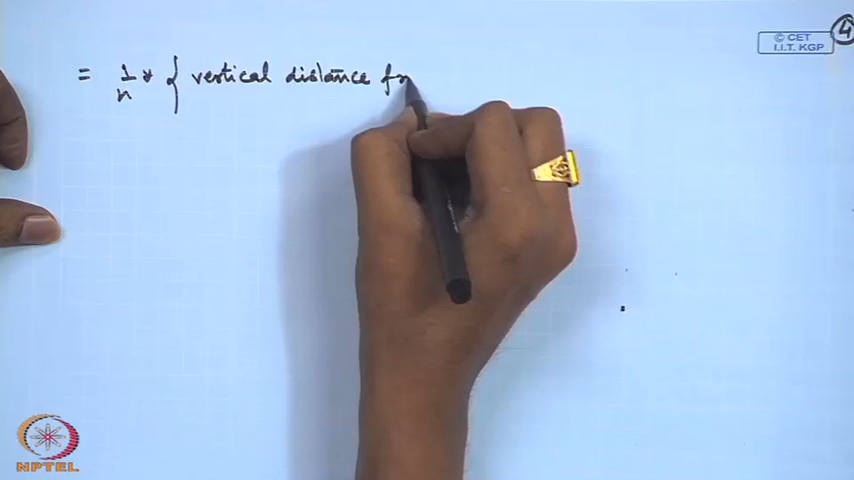 © CET
I.I.T. KGP
4
= 1/n * { vertical distance fr
NPTEL